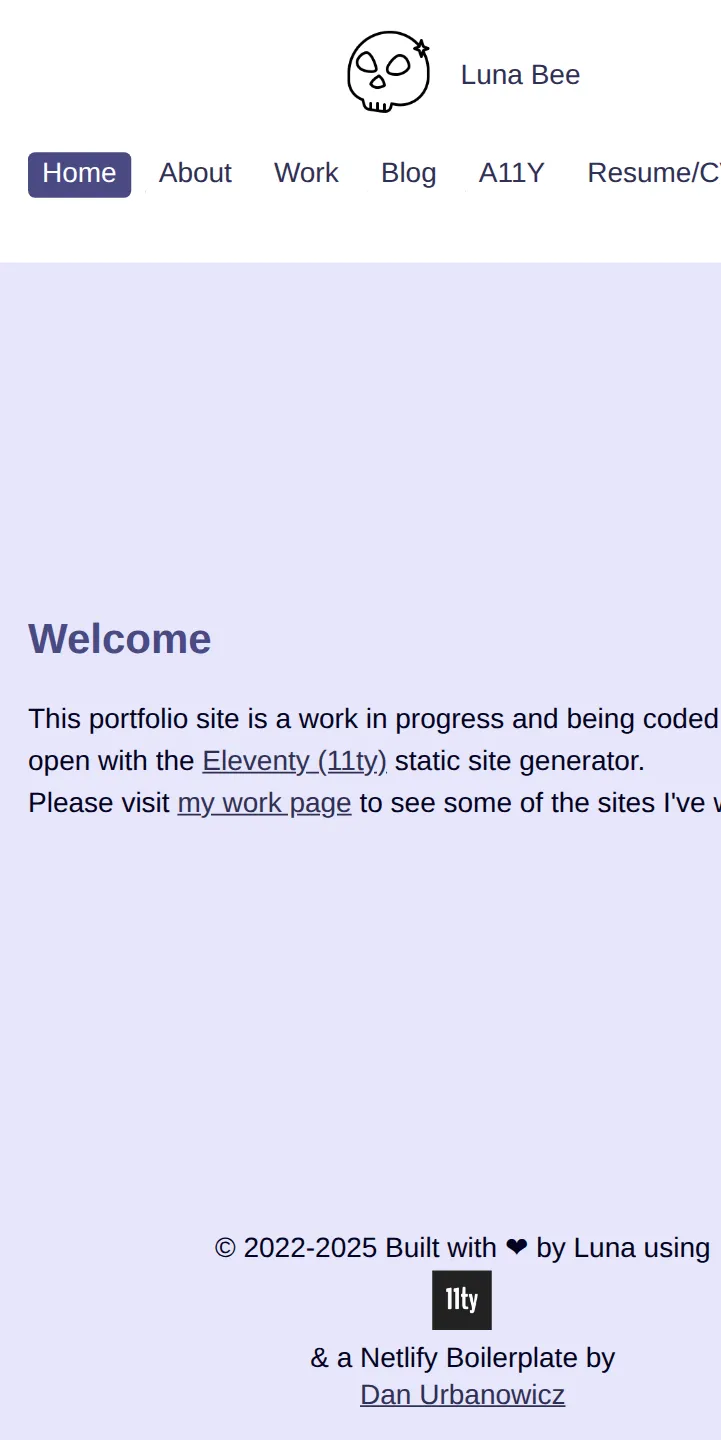 Luna Bee
Home About Work Blog A11Y Resume/C
Welcome
This portfolio site is a work in progress and being coded
open with the Eleventy (11ty) static site generator.
Please visit my work page to see some of the sites I've
© 2022-2025 Built with ❤ by Luna using
11ty
& a Netlify Boilerplate by
Dan Urbanowicz